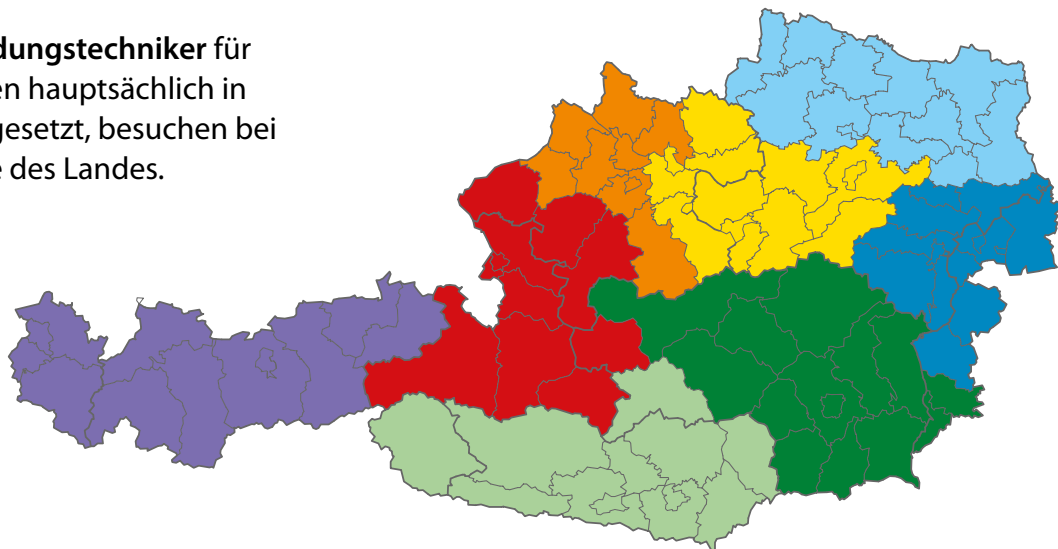 dungstechniker für
en hauptsächlich in
gesetzt, besuchen bei
e des Landes.